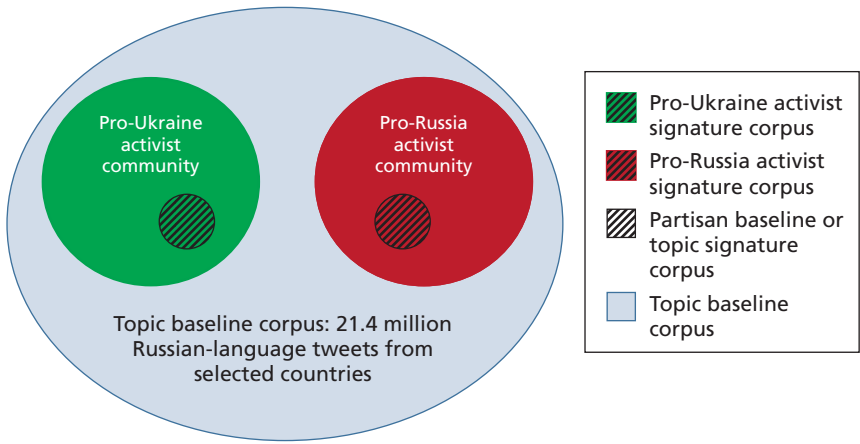 Pro-Ukraine
activist
community
Pro-Russia
activist
community
Topic baseline corpus: 21.4 million
Russian-language tweets from
selected countries
Pro-Ukraine activist
signature corpus
Pro-Russia activist
signature corpus
Partisan baseline or
topic signature
corpus
Topic baseline
corpus